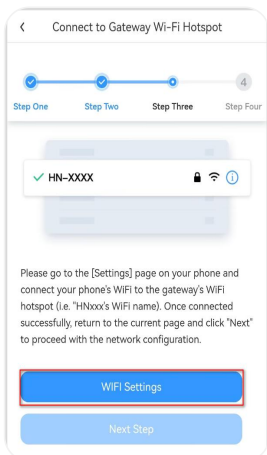 Connect to Gateway Wi-Fi Hotspot
4
Step One Step Two Step Three Step Four
HN-XXXX
Please go to the [Settings] page on your phone and
connect your phone's WiFi to the gateway's WiFi
hotspot (i.e. "HNxxx's WiFi name). Once connected
successfully, return to the current page and click "Next"
to proceed with the network configuration.
WIFI Settings
Next Step